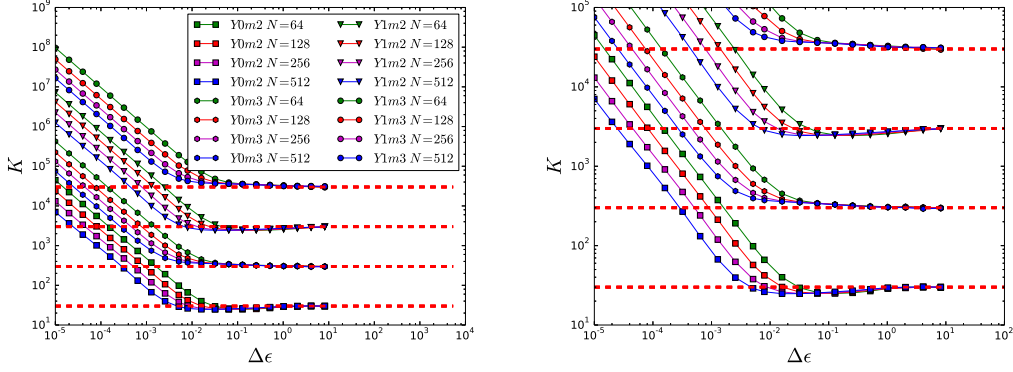 10^9
10^8
10^7
10^6
10^5
10^4
10^3
10^2
10^1
K
10^-5 10^-4 10^-3 10^-2 10^-1 10^0 10^1 10^2 10^3 10^4
Δϵ
Y0m2 N=64 Y1m2 N=64
Y0m2 N=128 Y1m2 N=128
Y0m2 N=256 Y1m2 N=256
Y0m2 N=512 Y1m2 N=512
Y0m3 N=64 Y1m3 N=64
Y0m3 N=128 Y1m3 N=128
Y0m3 N=256 Y1m3 N=256
Y0m3 N=512 Y1m3 N=512
10^5
10^4
10^3
10^2
10^1
K
10^-5 10^-4 10^-3 10^-2 10^-1 10^0 10^1 10^2
Δϵ